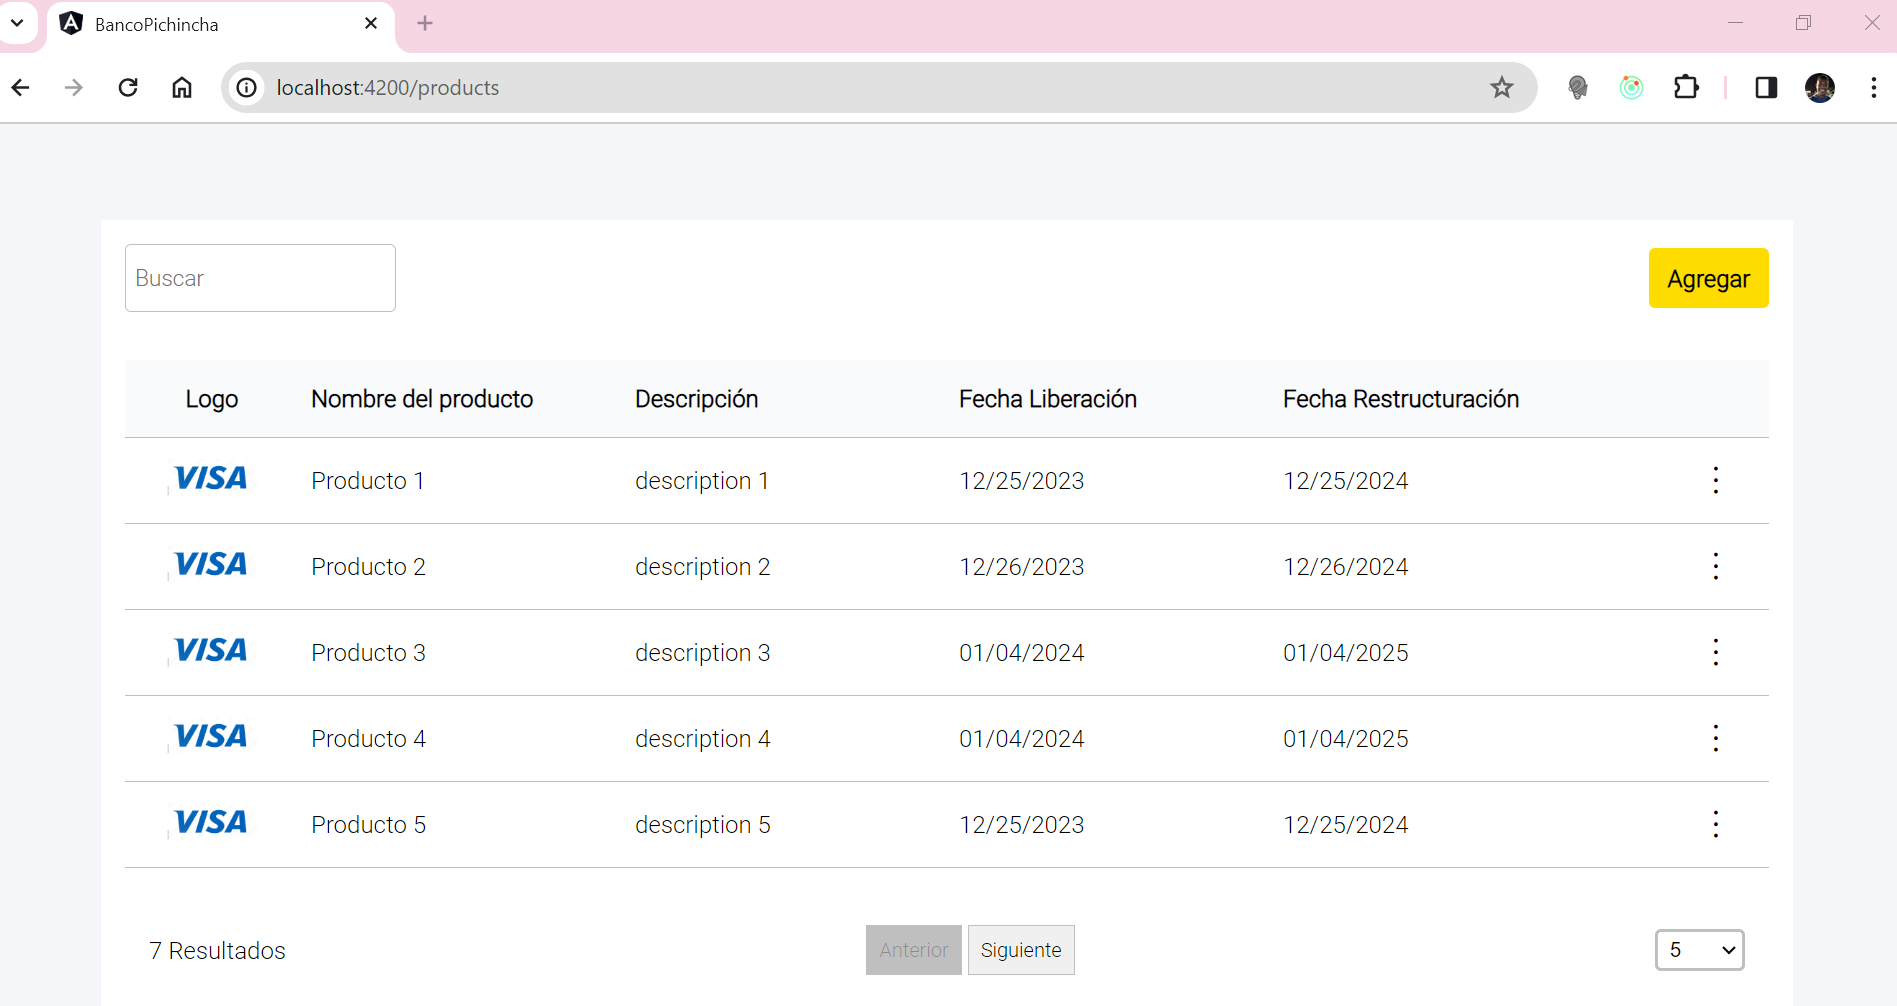 BancoPichincha
localhost:4200/products
Buscar
Agregar
Logo Nombre del producto Descripción Fecha Liberación Fecha Restructuración
VISA Producto 1 description 1 12/25/2023 12/25/2024
VISA Producto 2 description 2 12/26/2023 12/26/2024
VISA Producto 3 description 3 01/04/2024 01/04/2025
VISA Producto 4 description 4 01/04/2024 01/04/2025
VISA Producto 5 description 5 12/25/2023 12/25/2024
7 Resultados Anterior Siguiente 5